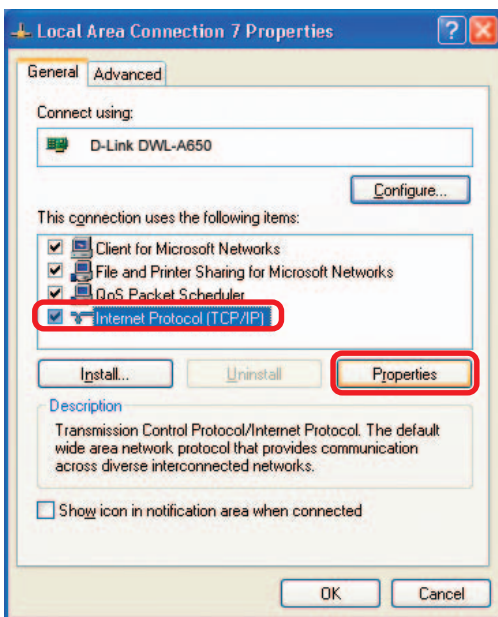 Local Area Connection 7 Properties
General Advanced
Connect using:
D-Link DWL-A650
Configure...
This connection uses the following items:
Client for Microsoft Networks
File and Printer Sharing for Microsoft Networks
QoS Packet Scheduler
Internet Protocol (TCP/IP)
Install... Uninstall Properties
Description
Transmission Control Protocol/Internet Protocol. The default
wide area network protocol that provides communication
across diverse interconnected networks.
Show icon in notification area when connected
OK Cancel